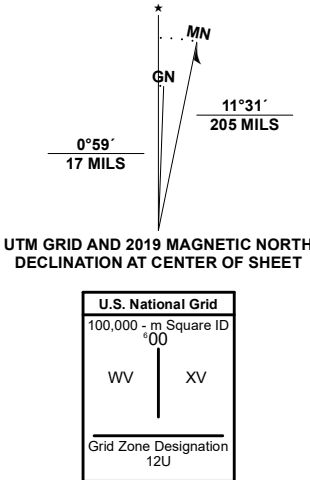 ★
MN
GN
11°31´
205 MILS
0°59´
17 MILS
UTM GRID AND 2019 MAGNETIC NORTH
DECLINATION AT CENTER OF SHEET
U.S. National Grid
100,000 - m Square ID
⁶00
WV XV
Grid Zone Designation
12U